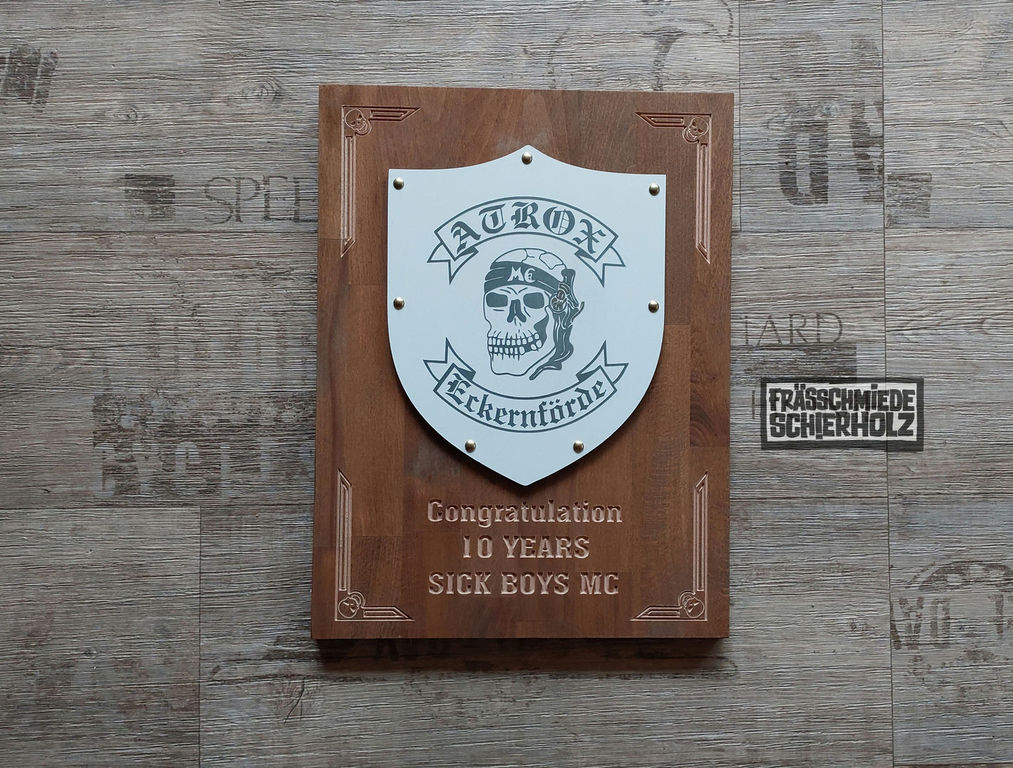 ATROX
MC
Eckernförde
Congratulation
10 YEARS
SICK BOYS MC
FRÄSSCHMIEDE
SCHIERHOLZ